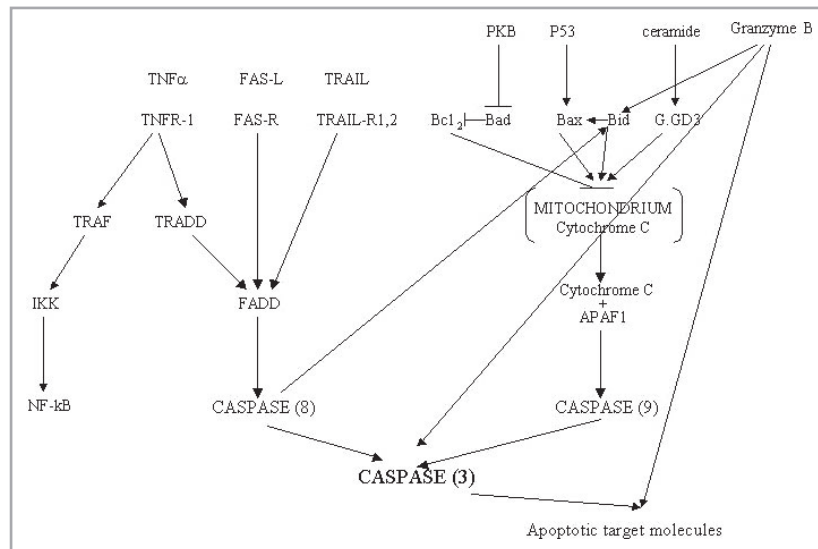 PKB P53 ceramide Granzyme B
TNFα FAS-L TRAIL
TNFR-1 FAS-R TRAIL-R1,2 Bcl2 Bad Bax Bid G.GD3
MITOCHONDRIUM
TRAF TRADD Cytochrome C
IKK FADD Cytochrome C
+
APAF1
NF-kB CASPASE (8) CASPASE (9)
CASPASE (3)
Apoptotic target molecules